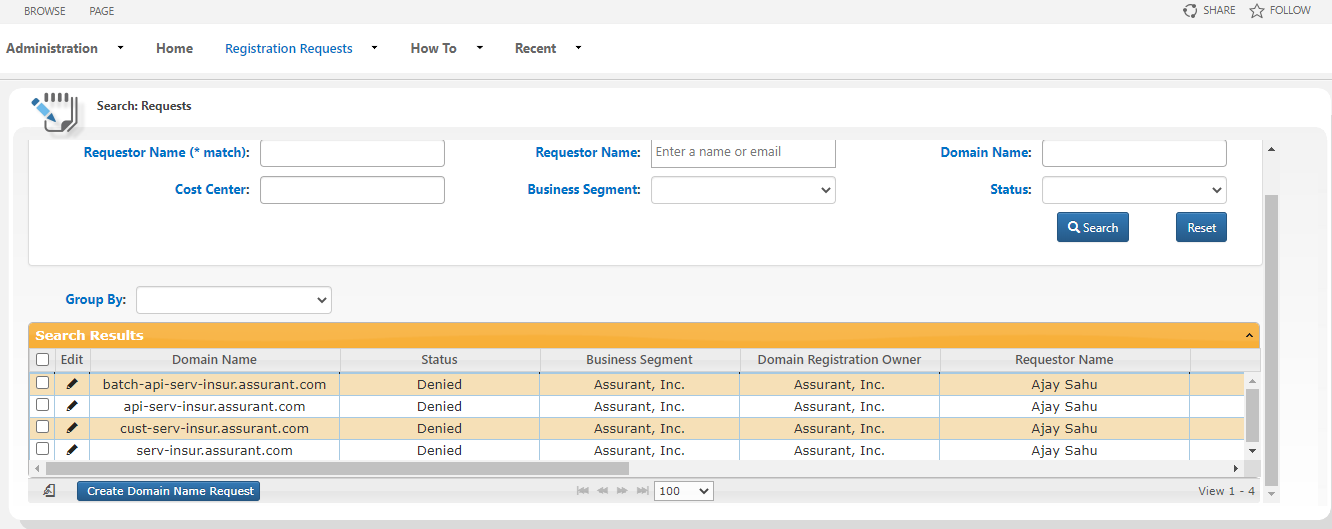 BROWSE PAGE SHARE FOLLOW
Administration Home Registration Requests How To Recent
Search: Requests
Requestor Name (* match): Requestor Name: Enter a name or email Domain Name:
Cost Center: Business Segment: Status:
Search Reset
Group By:
Search Results
Edit Domain Name Status Business Segment Domain Registration Owner Requestor Name
batch-api-serv-insur.assurant.com Denied Assurant, Inc. Assurant, Inc. Ajay Sahu
api-serv-insur.assurant.com Denied Assurant, Inc. Assurant, Inc. Ajay Sahu
cust-serv-insur.assurant.com Denied Assurant, Inc. Assurant, Inc. Ajay Sahu
serv-insur.assurant.com Denied Assurant, Inc. Assurant, Inc. Ajay Sahu
Create Domain Name Request 100 View 1 - 4